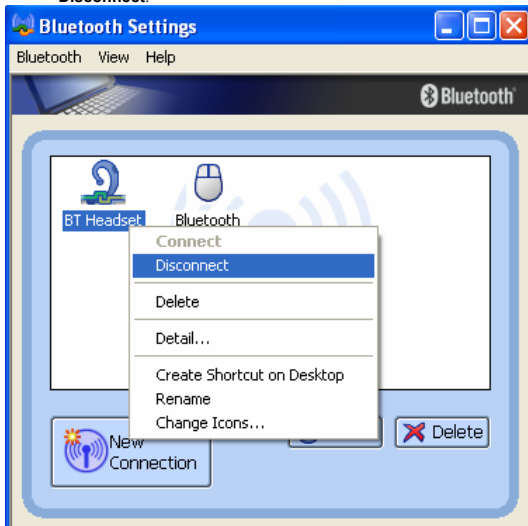 Disconnect.
Bluetooth Settings
Bluetooth View Help
Bluetooth
BT Headset
Bluetooth
Connect
Disconnect
Delete
Detail...
Create Shortcut on Desktop
Rename
Change Icons...
New
Connection
Delete